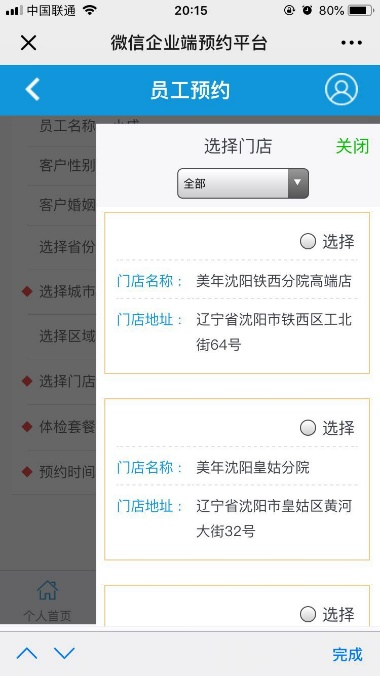 中国联通
20:15
80%
微信企业端预约平台
员工预约
员工名称
客户性别
客户婚姻
选择省份
选择城市
选择区域
选择门店
体检套餐
预约时间
个人首页
选择门店
关闭
全部
选择
门店名称：
美年沈阳铁西分院高端店
门店地址：
辽宁省沈阳市铁西区工北
街64号
选择
门店名称：
美年沈阳皇姑分院
门店地址：
辽宁省沈阳市皇姑区黄河
大街32号
选择
完成